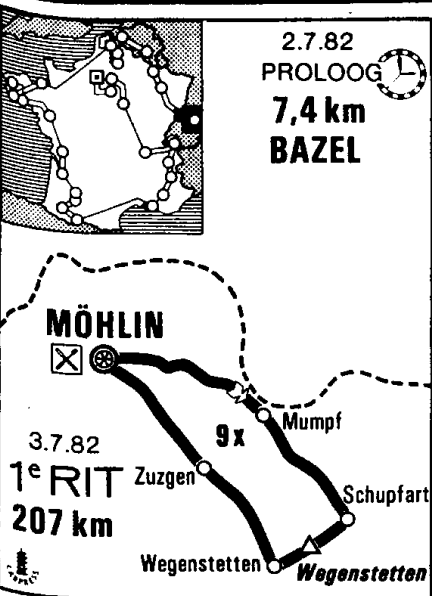 2.7.82
PROLOOG
7,4 km
BAZEL
MÖHLIN
Mumpf
9x
3.7.82
1e RIT
207 km
Zuzgen
Schupfart
Wegenstetten
Wegenstetten